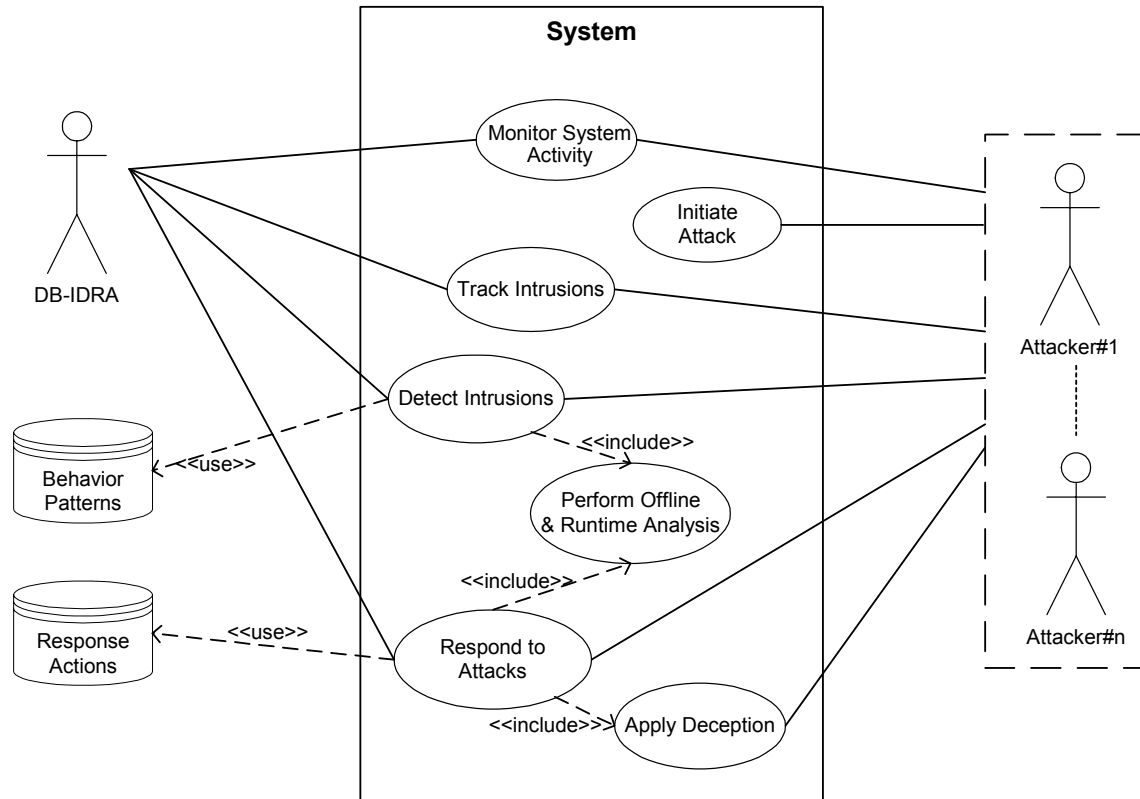 System
Monitor System
Activity
Initiate
Attack
DB-IDRA
Track Intrusions
Attacker#1
Detect Intrusions
<<include>>
<<use>>
Behavior
Patterns
Perform Offline
& Runtime Analysis
<<include>>
Response
Actions
<<use>>
Respond to
Attacks
Attacker#n
<<include>>
Apply Deception